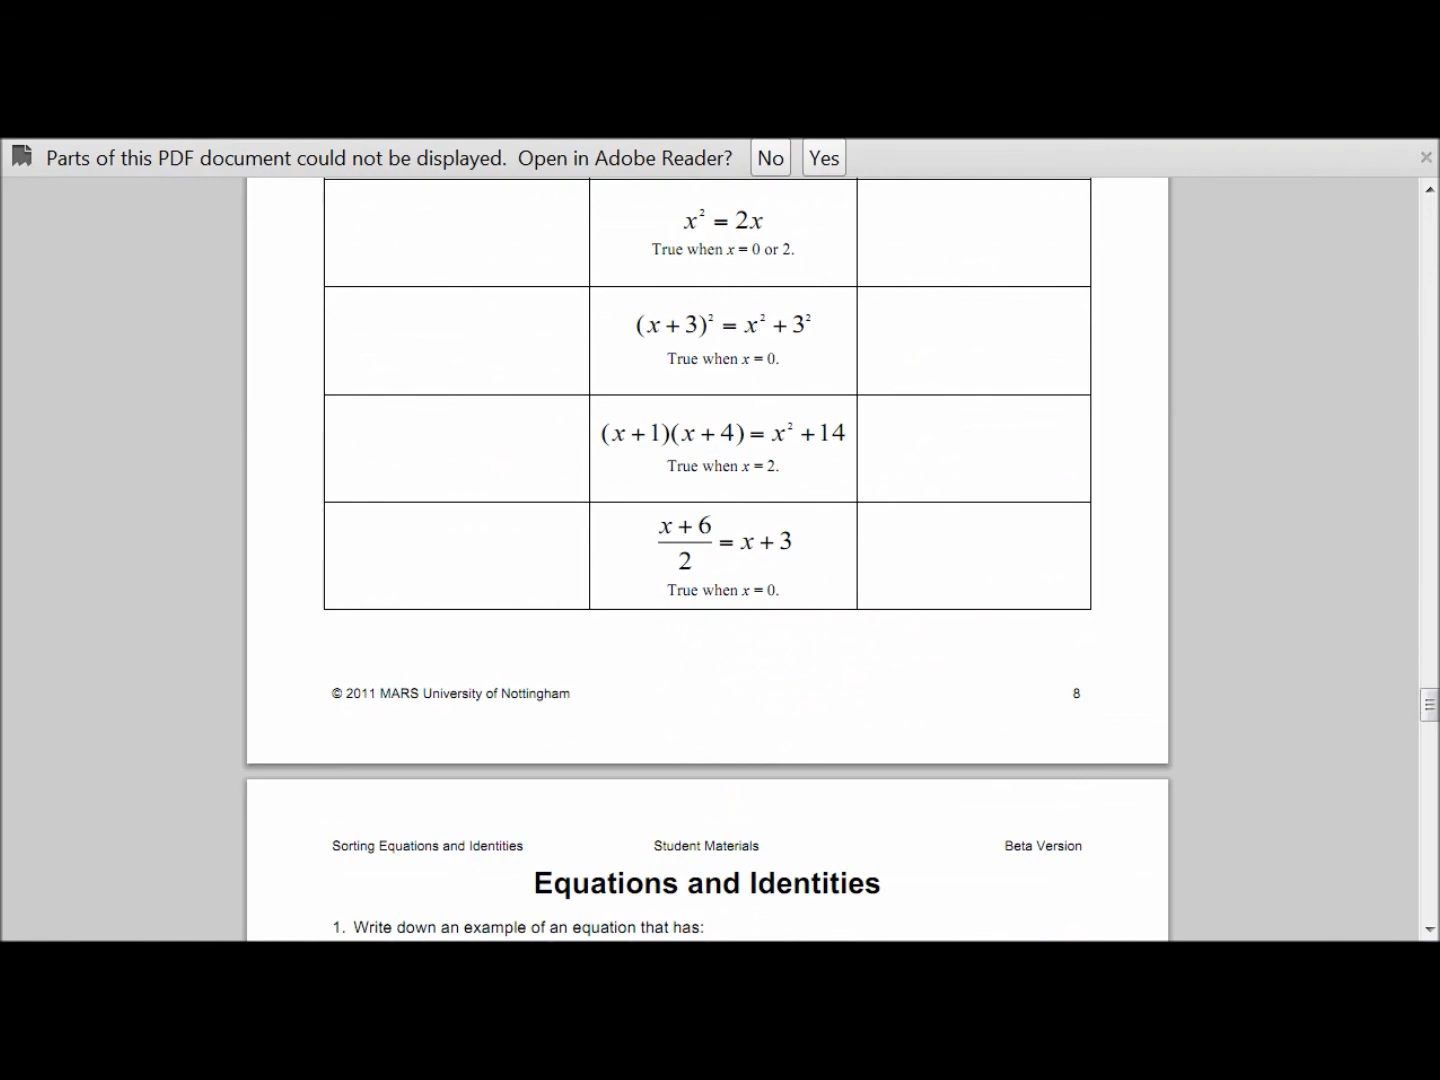 Parts of this PDF document could not be displayed. Open in Adobe Reader? No Yes
x² = 2x
True when x = 0 or 2.
(x + 3)² = x² + 3²
True when x = 0.
(x + 1)(x + 4) = x² + 14
True when x = 2.
x + 6
2
= x + 3
True when x = 0.
© 2011 MARS University of Nottingham 8
Sorting Equations and Identities Student Materials Beta Version
Equations and Identities
1. Write down an example of an equation that has: